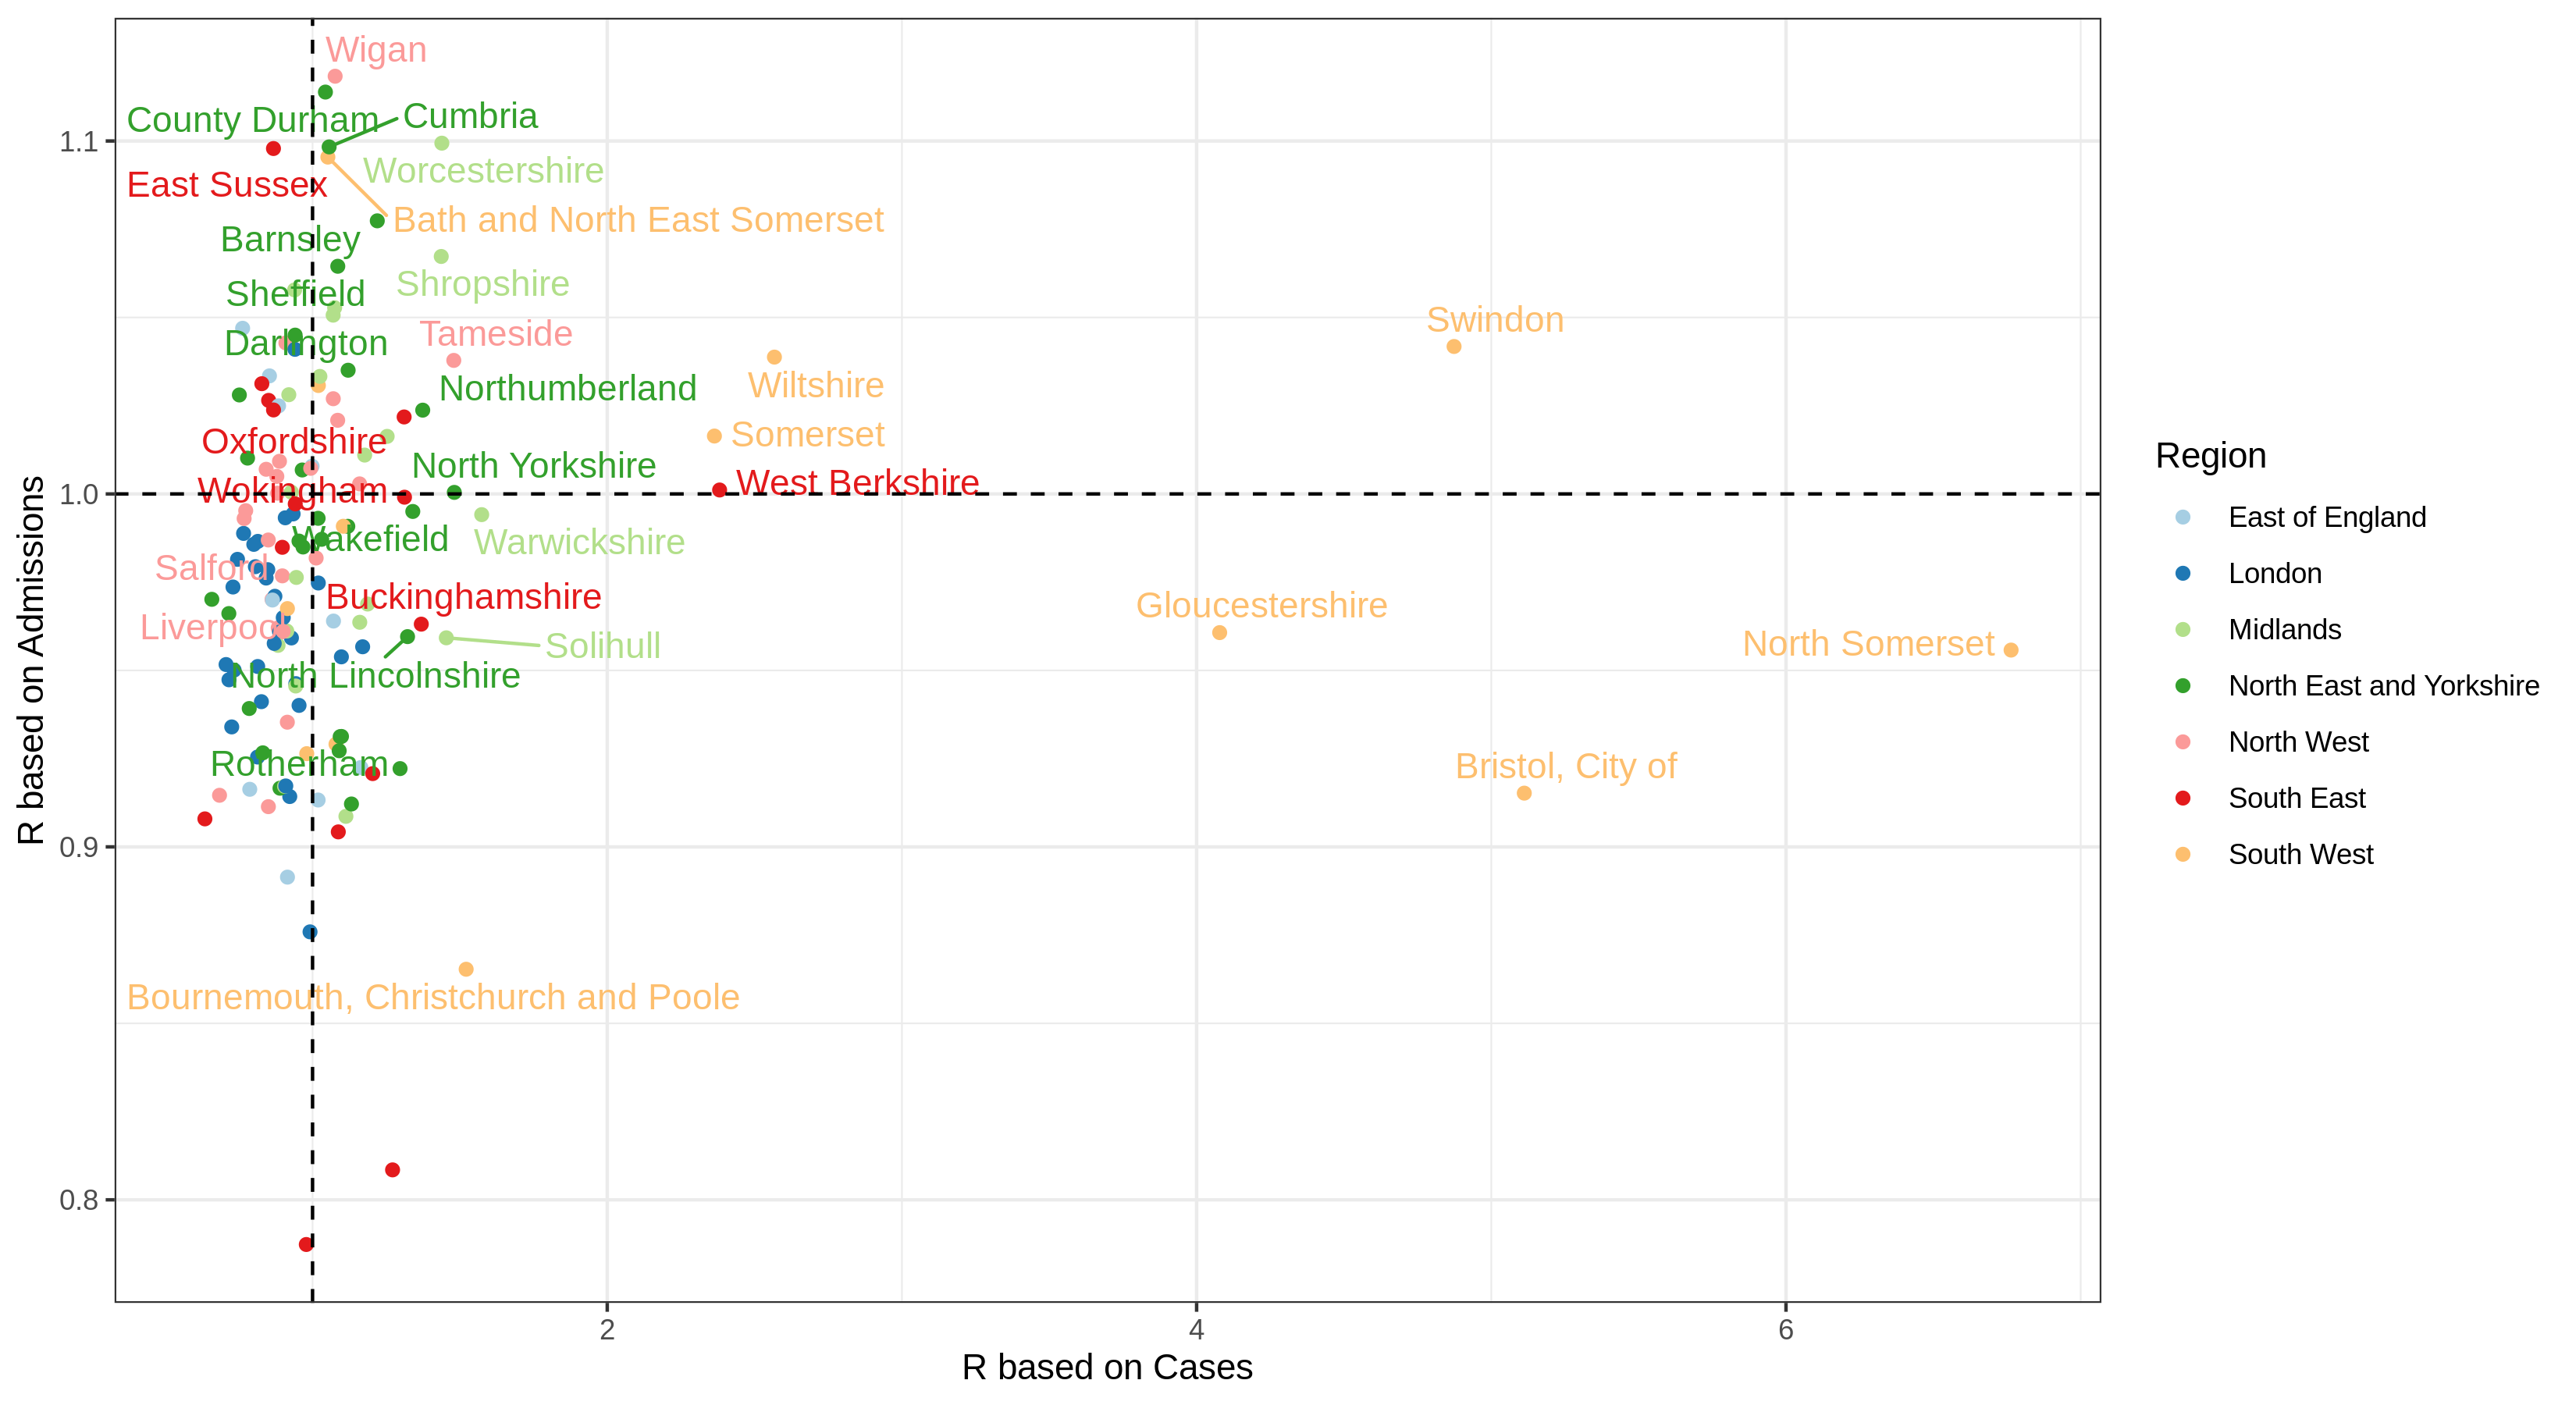 Wigan
County Durham
Cumbria
Worcestershire
East Sussex
Bath and North East Somerset
Barnsley
Shropshire
Sheffield
Swindon
Tameside
Darlington
Wiltshire
Northumberland
Somerset
Oxfordshire
North Yorkshire
West Berkshire
Wokingham
Wakefield
Warwickshire
Salford
Buckinghamshire
Gloucestershire
Liverpool
Solihull
North Somerset
North Lincolnshire
Rotherham
Bristol, City of
Bournemouth, Christchurch and Poole
1.1
1.0
0.9
0.8
R based on Admissions
2
4
6
R based on Cases
Region
East of England
London
Midlands
North East and Yorkshire
North West
South East
South West